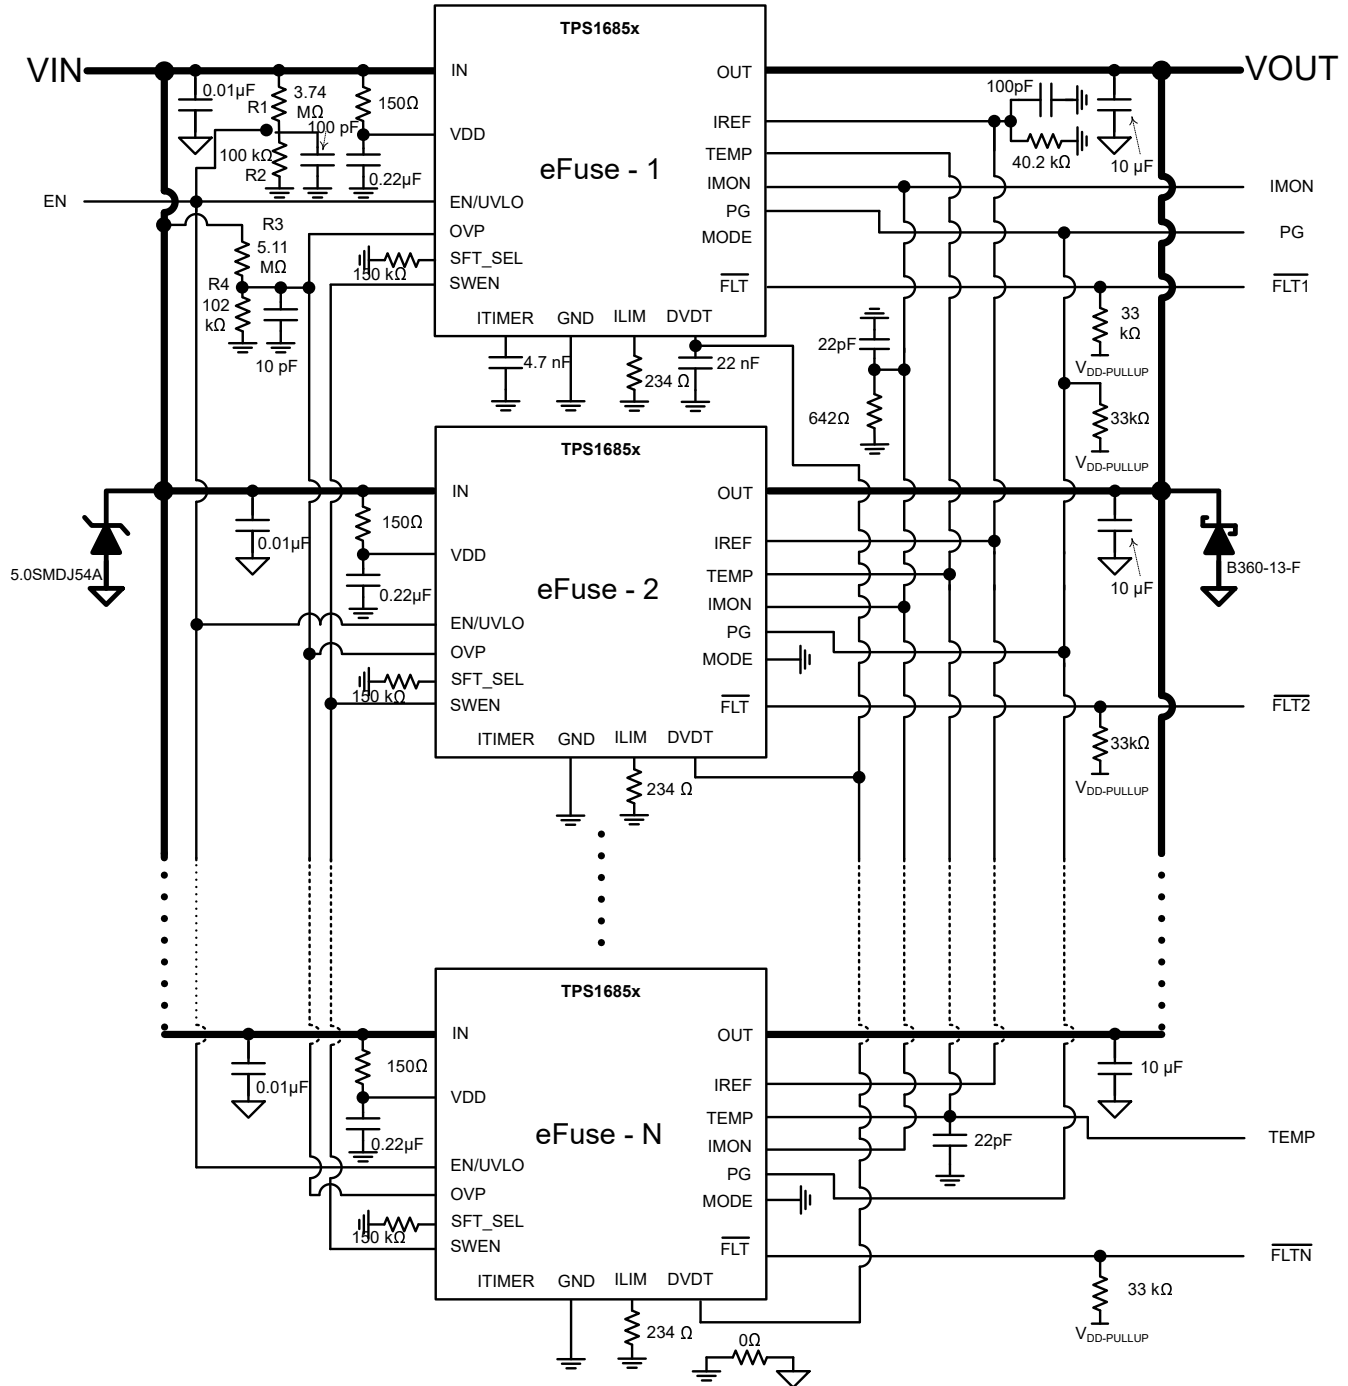 TPS1685x
VIN
IN
OUT
VOUT
0.01µF
R1
3.74
MΩ
150Ω
100pF
100 pF
VDD
IREF
TEMP
100 kΩ
R2
0.22µF
eFuse - 1
40.2 kΩ
10 µF
IMON
IMON
EN
EN/UVLO
PG
PG
R3
5.11
MΩ
OVP
MODE
SFT_SEL
150 kΩ
SWEN
FLT
FLT1
R4
102
kΩ
10 pF
ITIMER
GND
ILIM
DVDT
4.7 nF
234 Ω
22 nF
22pF
642Ω
33
kΩ
VDD-PULLUP
33kΩ
VDD-PULLUP
TPS1685x
IN
OUT
150Ω
0.01µF
VDD
IREF
5.0SMDJ54A
B360-13-F
0.22µF
eFuse - 2
TEMP
10 µF
IMON
EN/UVLO
PG
OVP
MODE
SFT_SEL
150 kΩ
SWEN
FLT
FLT2
ITIMER
GND
ILIM
DVDT
33kΩ
VDD-PULLUP
234 Ω
TPS1685x
IN
OUT
150Ω
0.01µF
10 µF
VDD
IREF
TEMP
TEMP
0.22µF
eFuse - N
22pF
IMON
EN/UVLO
PG
OVP
MODE
SFT_SEL
150 kΩ
SWEN
FLT
FLTN
ITIMER
GND
ILIM
DVDT
33 kΩ
VDD-PULLUP
234 Ω
0Ω